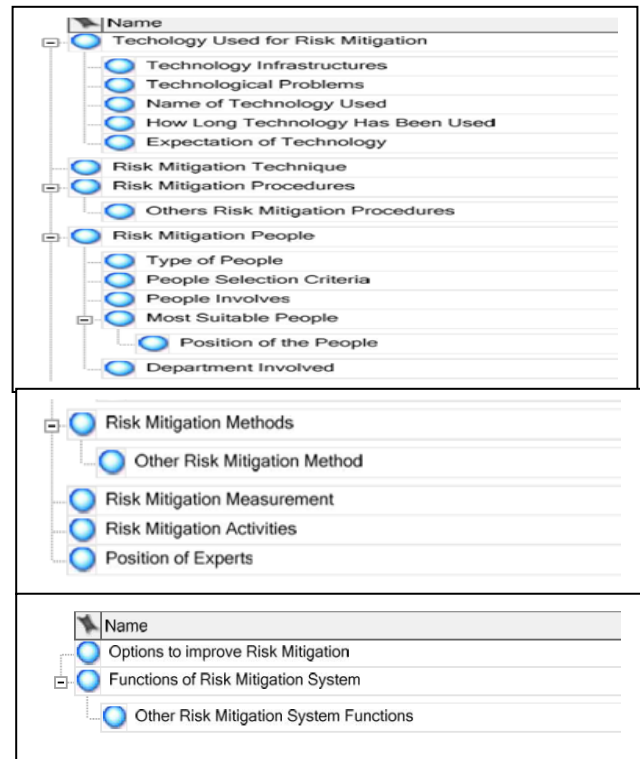 Name
Techology Used for Risk Mitigation
Technology Infrastructures
Technological Problems
Name of Technology Used
How Long Technology Has Been Used
Expectation of Technology
Risk Mitigation Technique
Risk Mitigation Procedures
Others Risk Mitigation Procedures
Risk Mitigation People
Type of People
People Selection Criteria
People Involves
Most Suitable People
Position of the People
Department Involved
Risk Mitigation Methods
Other Risk Mitigation Method
Risk Mitigation Measurement
Risk Mitigation Activities
Position of Experts
Name
Options to improve Risk Mitigation
Functions of Risk Mitigation System
Other Risk Mitigation System Functions